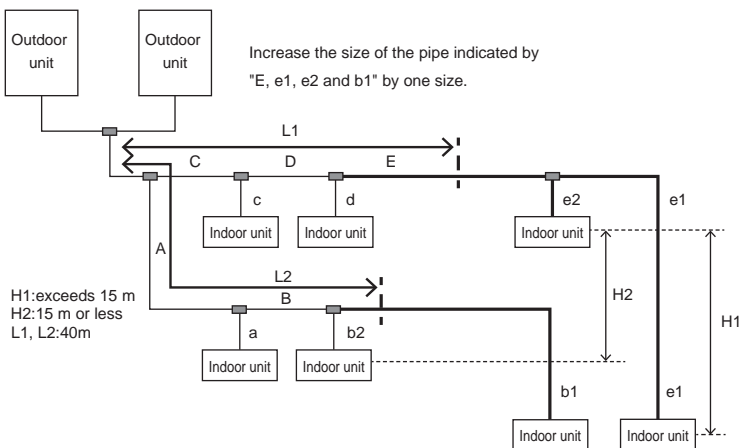 Outdoor
unit
Outdoor
unit
Increase the size of the pipe indicated by
"E, e1, e2 and b1" by one size.
L1
C
D
E
c
d
e2
e1
Indoor unit
Indoor unit
Indoor unit
A
L2
H1:exceeds 15 m
H2:15 m or less
L1, L2:40m
B
H2
H1
a
b2
Indoor unit
Indoor unit
b1
e1
Indoor unit
Indoor unit